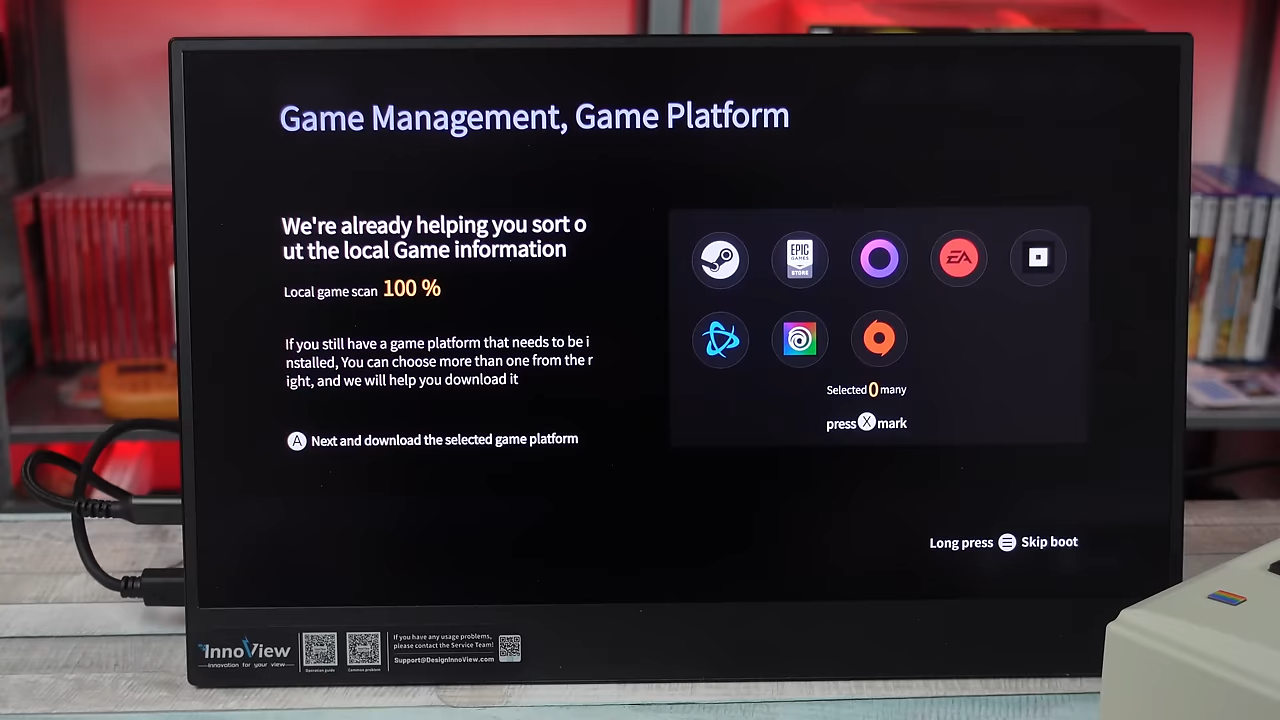 Game Management, Game Platform
We're already helping you sort o
ut the local Game information
Local game scan 100 %
If you still have a game platform that needs to be i
nstalled, You can choose more than one from the r
ight, and we will help you download it
A Next and download the selected game platform
EPIC
GAMES
STORE
EA
Selected 0 many
press X mark
Long press Skip boot
InnoView
Innovation for your view
Operation guide
Common problem
If you have any usage problems,
please contact the Service Team!
Support@DesignInnoView.com